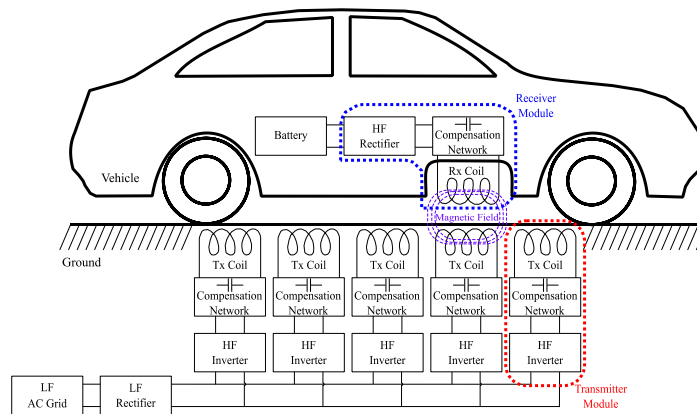 Receiver
Module
Battery
HF
Rectifier
Compensation
Network
Vehicle
Rx Coil
Magnetic Field
Ground
Tx Coil
Tx Coil
Tx Coil
Tx Coil
Tx Coil
Compensation
Network
Compensation
Network
Compensation
Network
Compensation
Network
Compensation
Network
HF
Inverter
HF
Inverter
HF
Inverter
HF
Inverter
HF
Inverter
LF
AC Grid
LF
Rectifier
Transmitter
Module